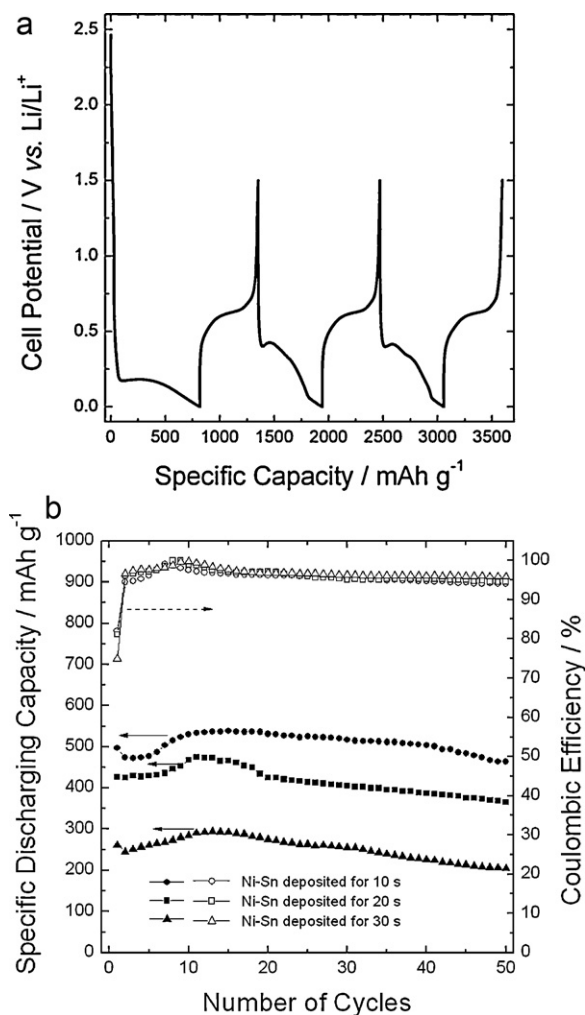 a
2.5
2.0
1.5
1.0
0.5
0.0
Cell Potential / V vs. Li/Li⁺
0 500 1000 1500 2000 2500 3000 3500
Specific Capacity / mAh g⁻¹
b
1000
900
800
700
600
500
400
300
200
100
0
Specific Discharging Capacity / mAh g⁻¹
100
90
80
70
60
50
40
30
20
10
0
Coulombic Efficiency / %
Ni-Sn deposited for 10 s
Ni-Sn deposited for 20 s
Ni-Sn deposited for 30 s
0 10 20 30 40 50
Number of Cycles